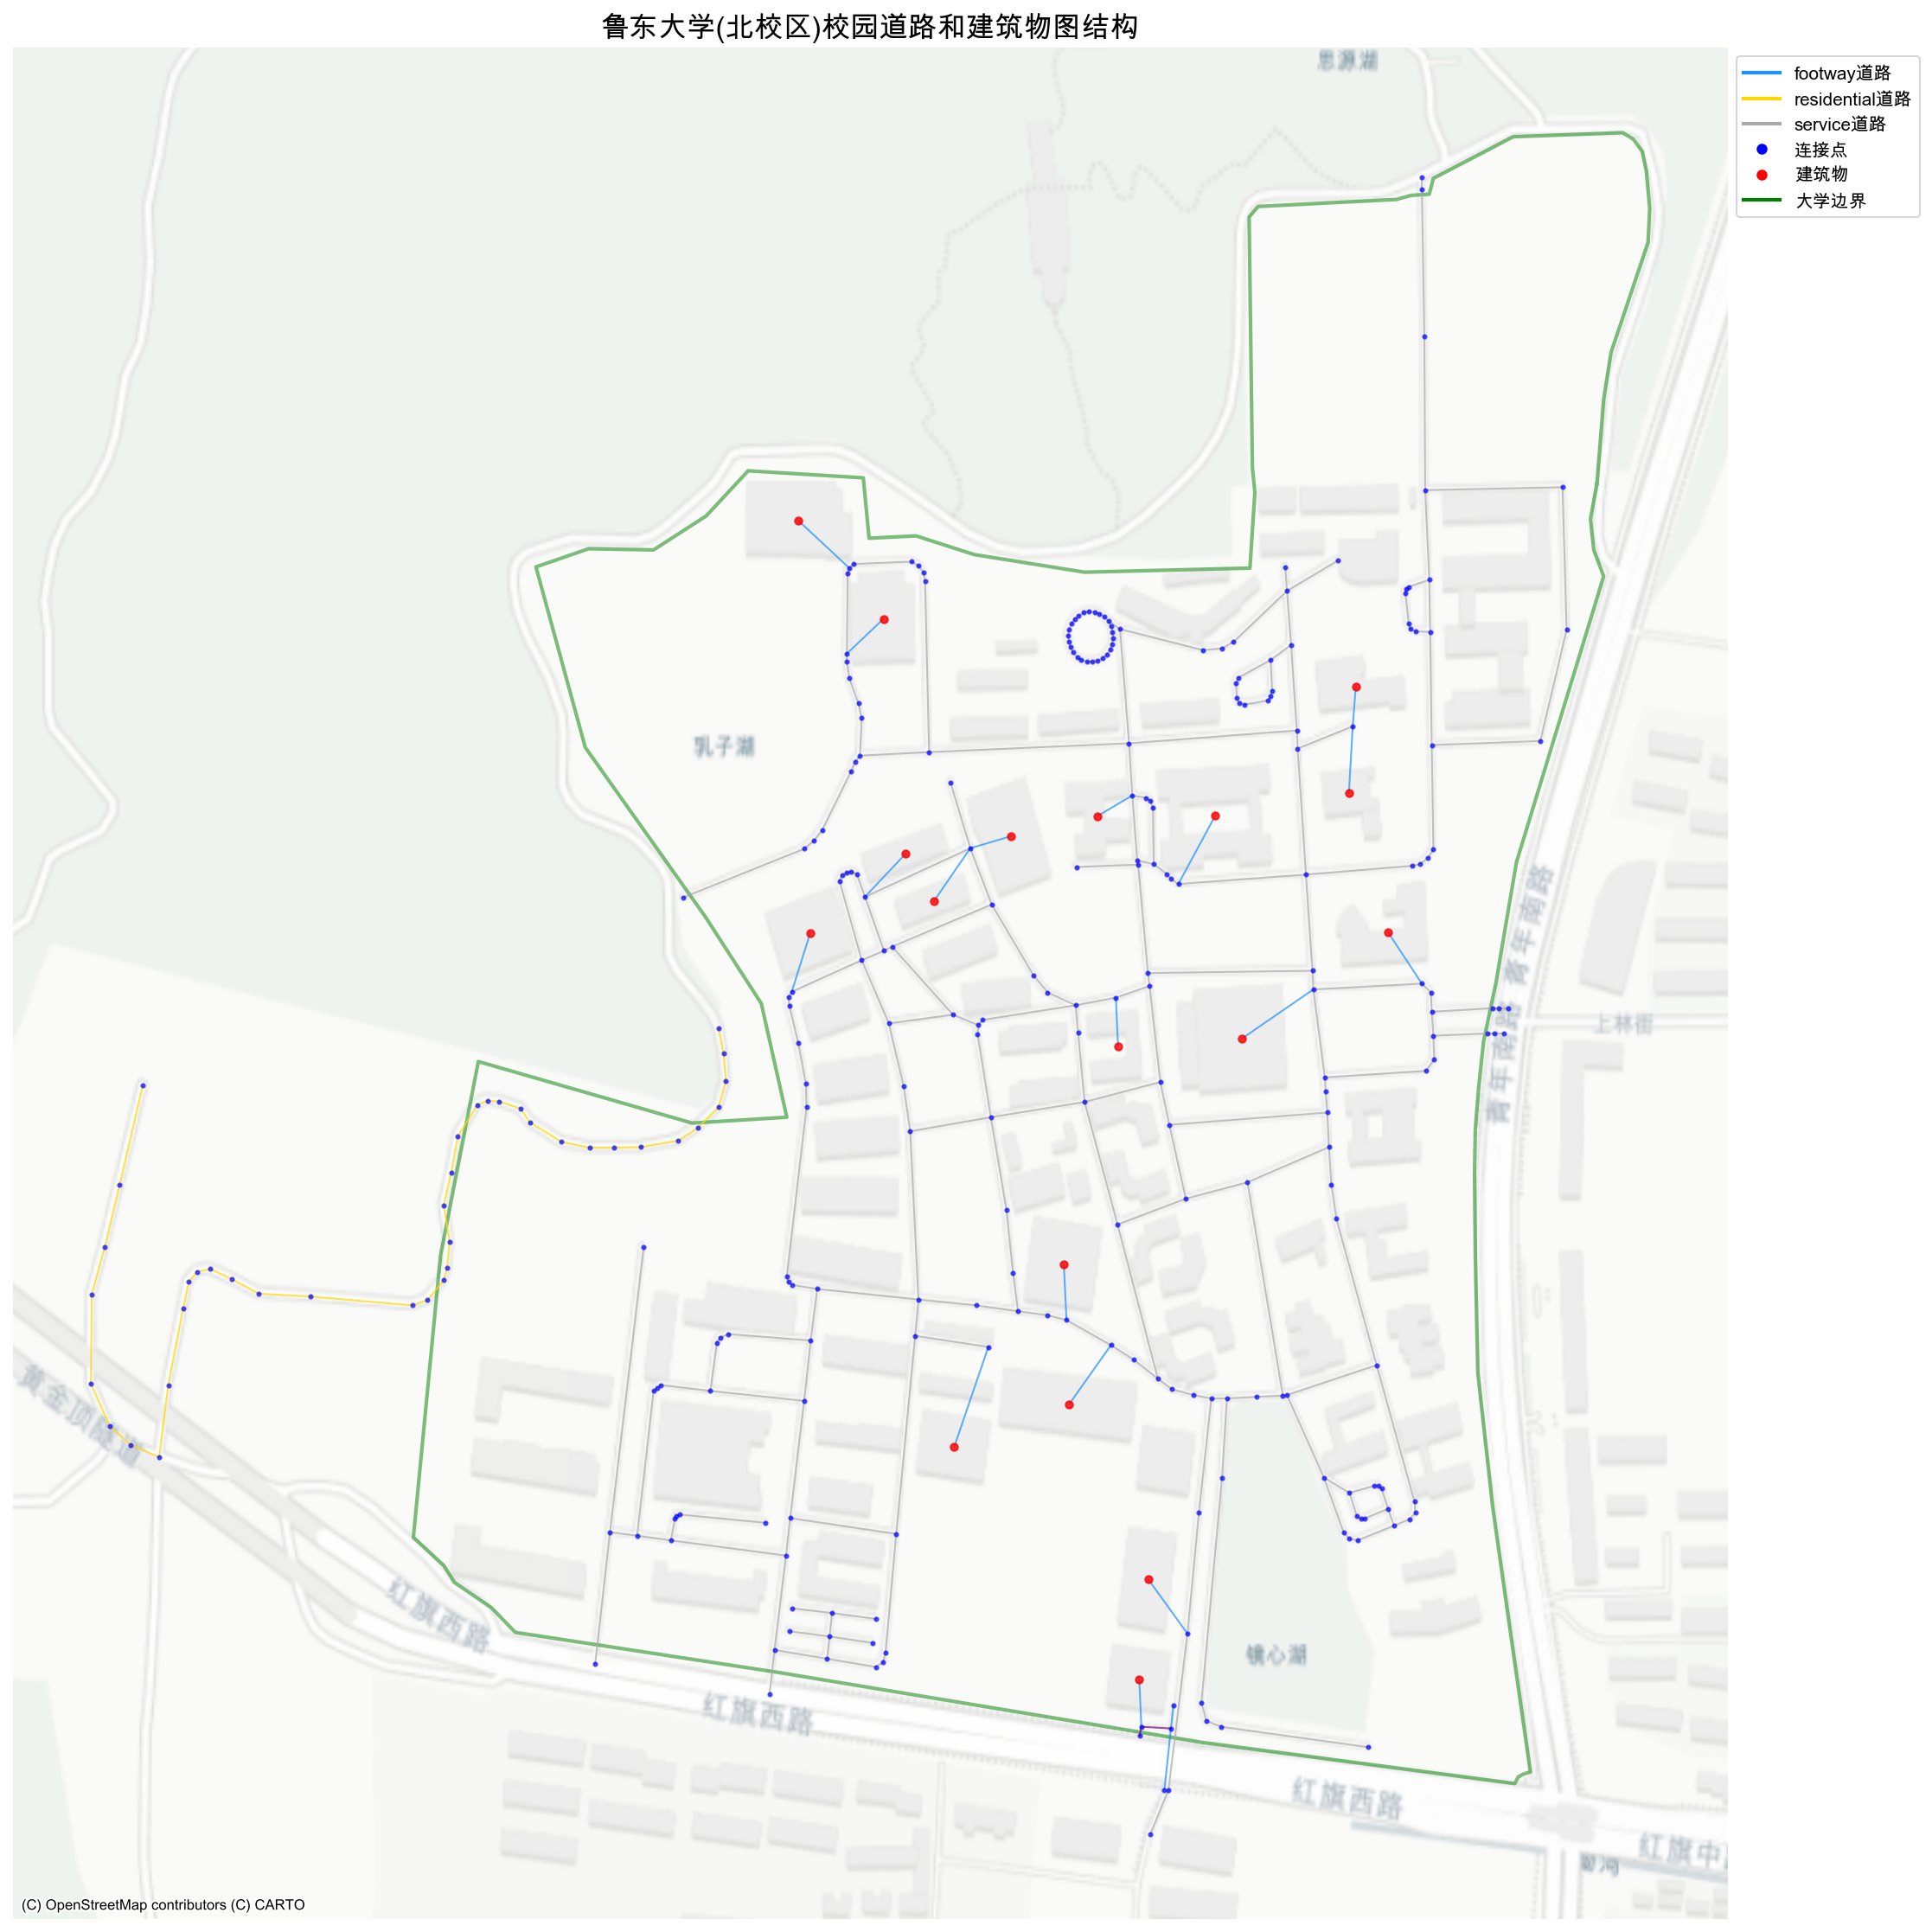 鲁东大学(北校区)校园道路和建筑物图结构
footway道路
residential道路
service道路
连接点
建筑物
大学边界
思源湖
乳子湖
青年南路
青年南路
上林街
黄金顶隧道
红旗西路
镜心湖
红旗西路
红旗西路
红旗中
(C) OpenStreetMap contributors (C) CARTO